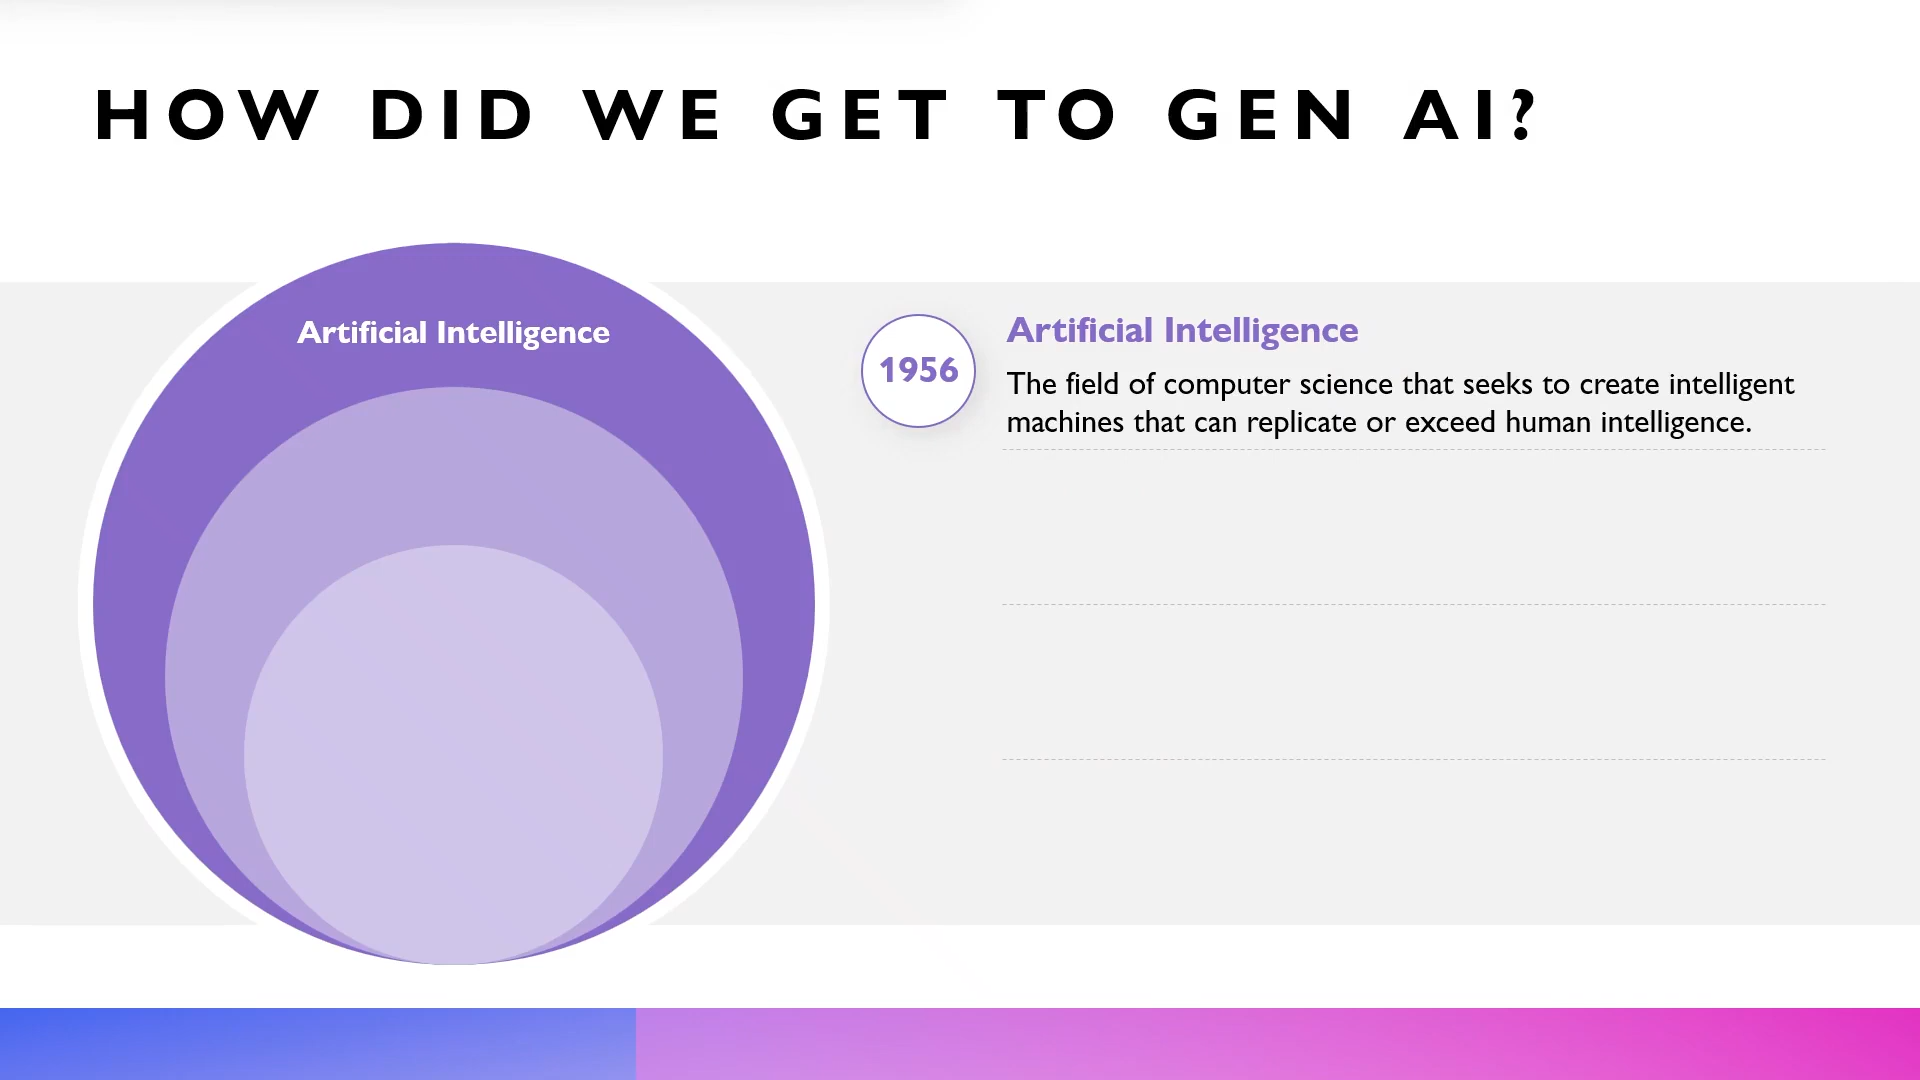 HOW DID WE GET TO GEN AI?
Artificial Intelligence
1956
Artificial Intelligence
The field of computer science that seeks to create intelligent
machines that can replicate or exceed human intelligence.